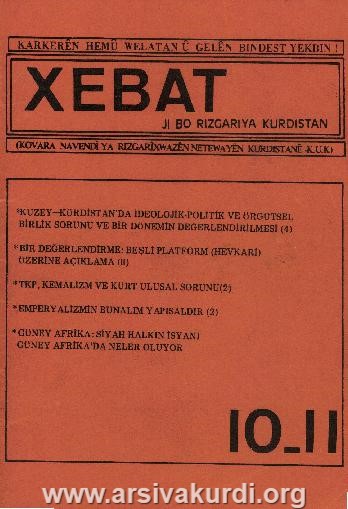 KARKERÊN HEMÛ WELATAN Û GELÊN BINDEST YEKBIN !
XEBAT
JI BO RIZGARIYA KURDISTAN
(KOVARA NAVENDÎ YA RIZGARÎXWAZÊN NETEWAYÊN KURDISTANÊ -K.U.K)
*KUZEY-KÜRDİSTAN'DA İDEOLOJİK-POLİTİK VE ÖRGÜTSEL
BİRLİK SORUNU VE BİR DÖNEMİN DEĞERLENDİRİLMESİ (4)
*BİR DEĞERLENDİRME: BEŞLİ PLATFORM (HEVKARİ)
ÜZERİNE AÇIKLAMA (II)
*TKP, KEMALİZM VE KÜRT ULUSAL SORUNU(2)
*EMPERYALİZMİN BUNALIM YAPISALDIR (2)
*GÜNEY AFRİKA: SİYAH HALKIN İSYANI
GÜNEY AFRİKA'DA NELER OLUYOR
10_11
www.arsivakurdi.org